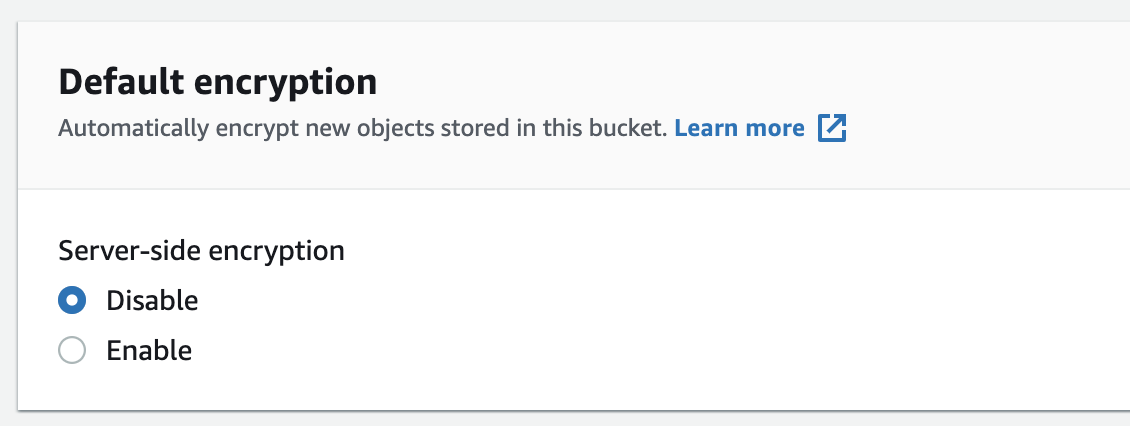 Default encryption
Automatically encrypt new objects stored in this bucket. Learn more
Server-side encryption
Disable
Enable